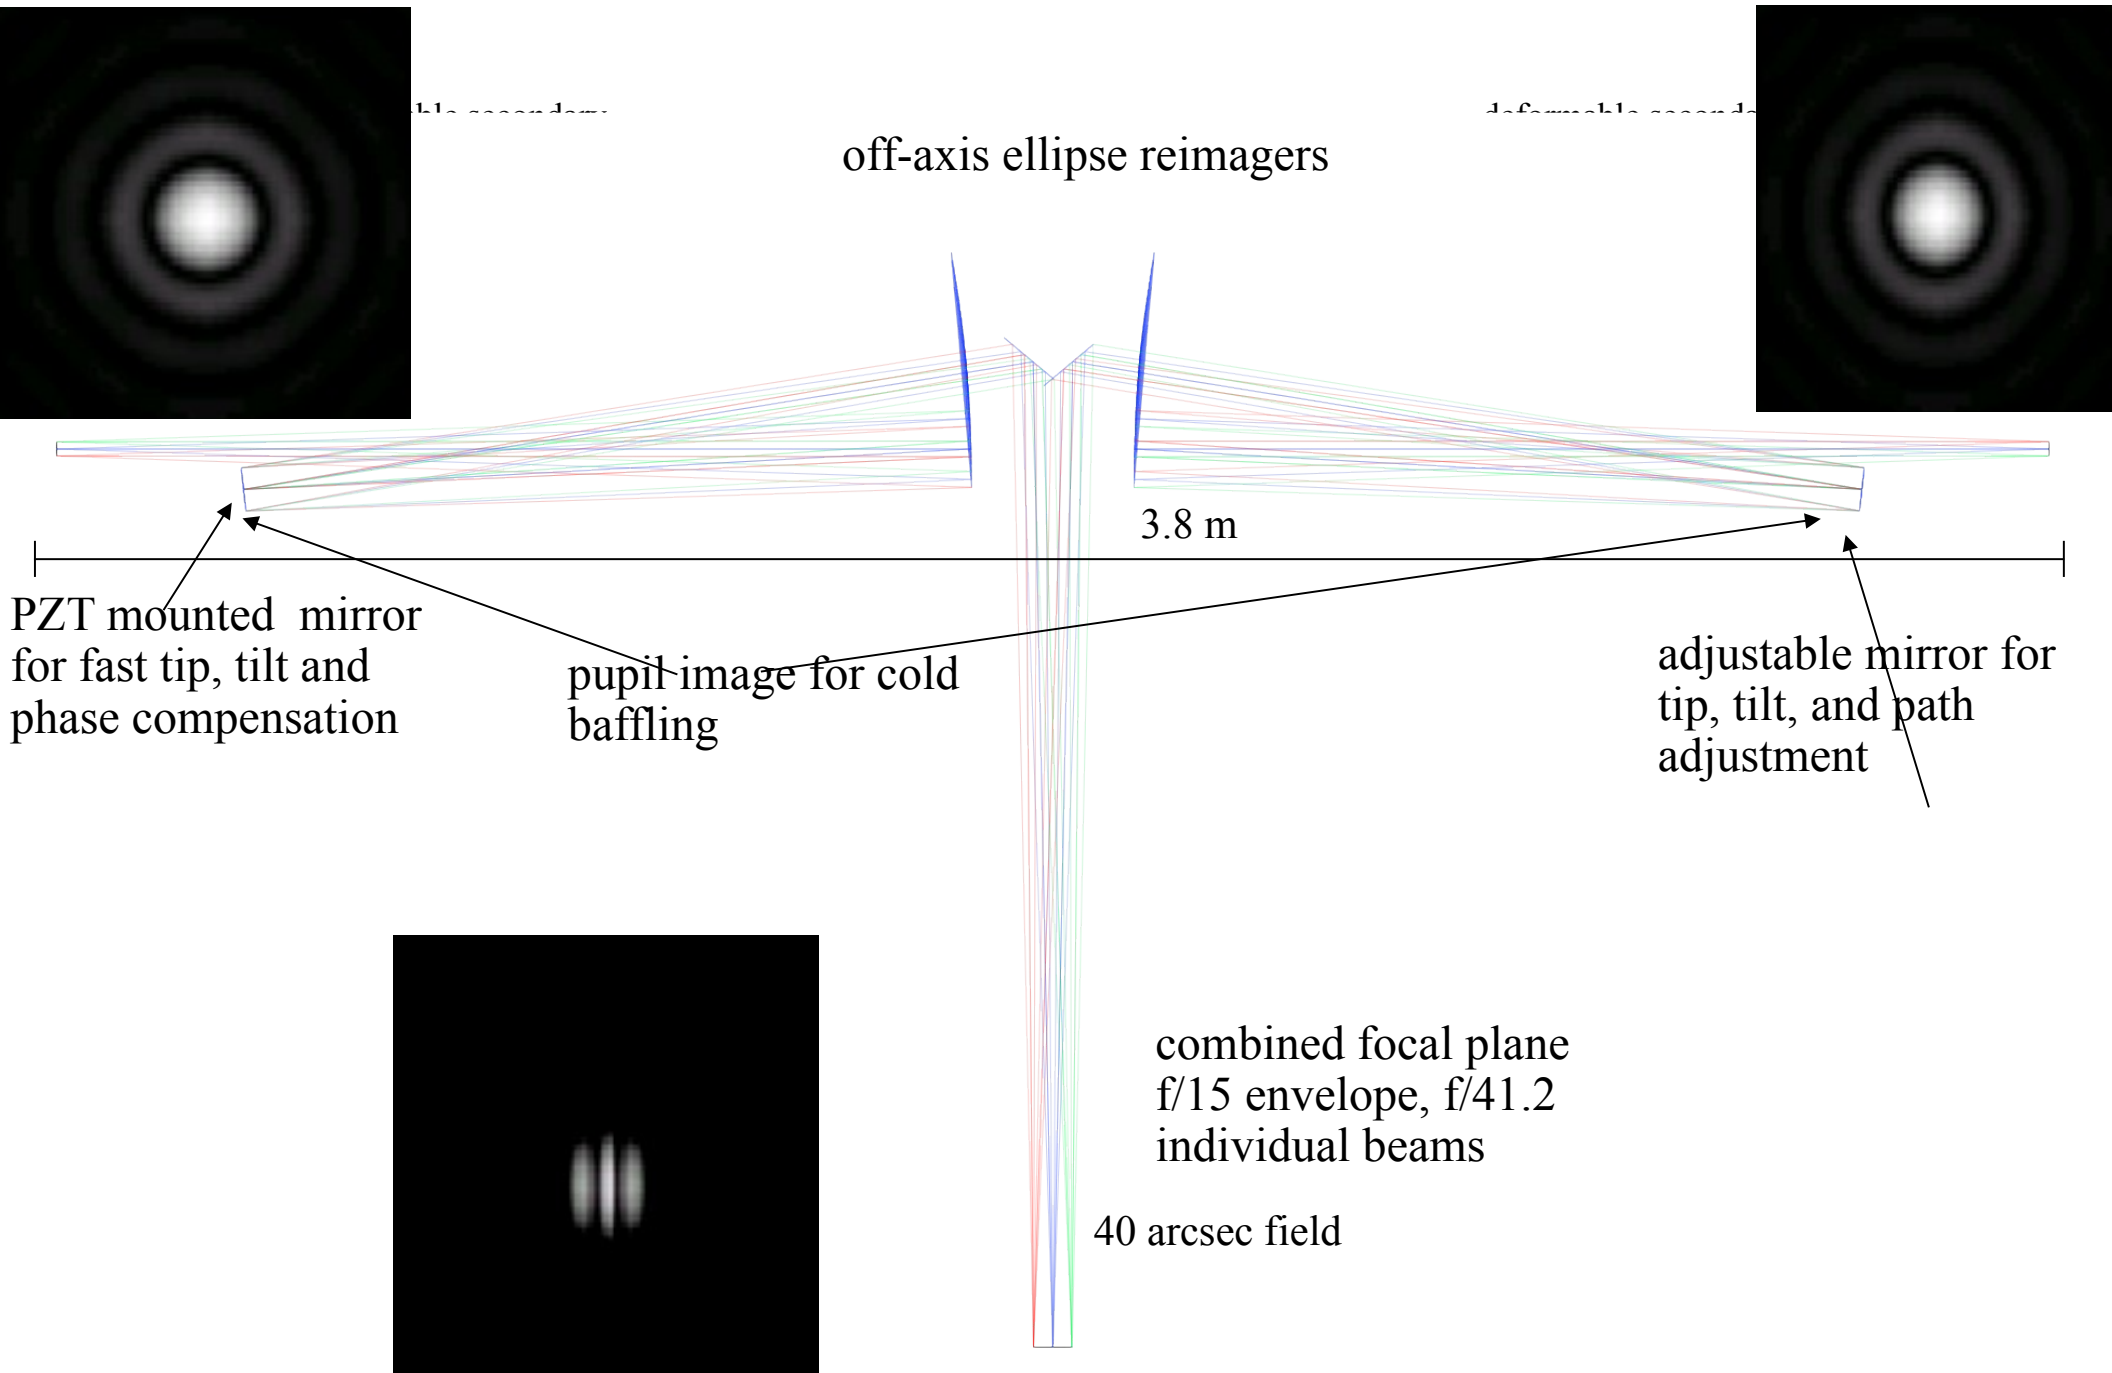 off-axis ellipse reimagers
3.8 m
PZT mounted  mirror
for fast tip, tilt and
phase compensation
pupil image for cold
baffling
adjustable mirror for
tip, tilt, and path
adjustment
combined focal plane
f/15 envelope, f/41.2
individual beams
40 arcsec field